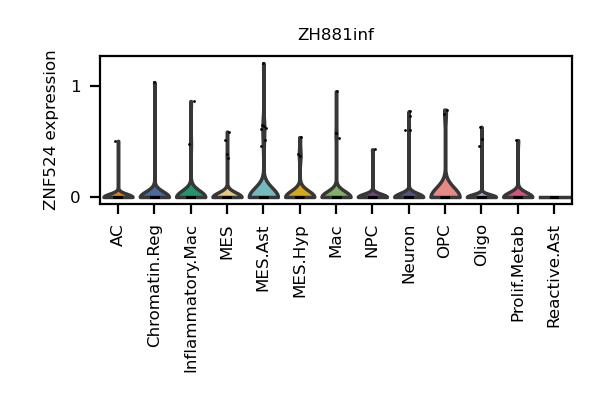 ZH881inf
ZNF524 expression
1
0
AC
Chromatin.Reg
Inflammatory.Mac
MES
MES.Ast
MES.Hyp
Mac
NPC
Neuron
OPC
Oligo
Prolif.Metab
Reactive.Ast